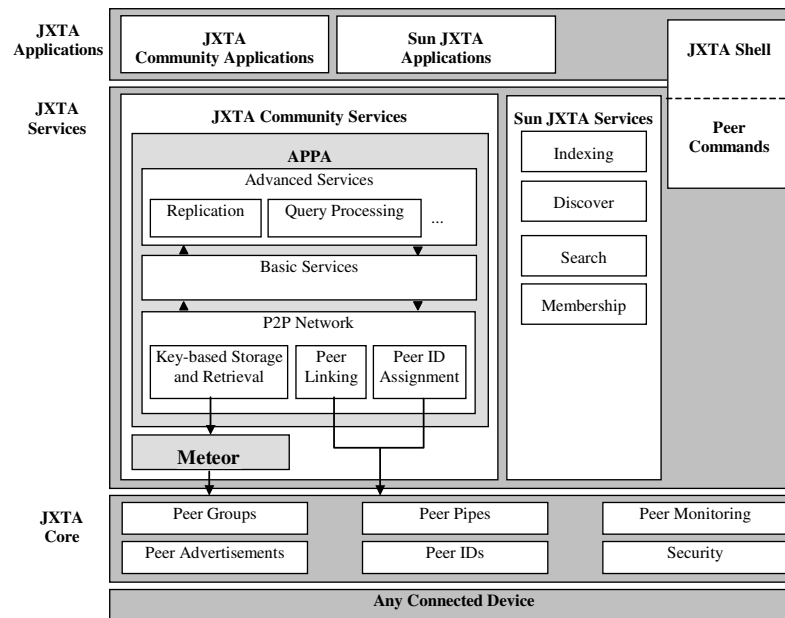 JXTA
Applications
JXTA
Community Applications
Sun JXTA
Applications
JXTA Shell
JXTA
Services
JXTA Community Services
Sun JXTA Services
Peer
Commands
APPA
Advanced Services
Replication
Query Processing
...
Basic Services
P2P Network
Key-based Storage
and Retrieval
Peer
Linking
Peer ID
Assignment
Meteor
Indexing
Discover
Search
Membership
JXTA
Core
Peer Groups
Peer Pipes
Peer Monitoring
Peer Advertisements
Peer IDs
Security
Any Connected Device